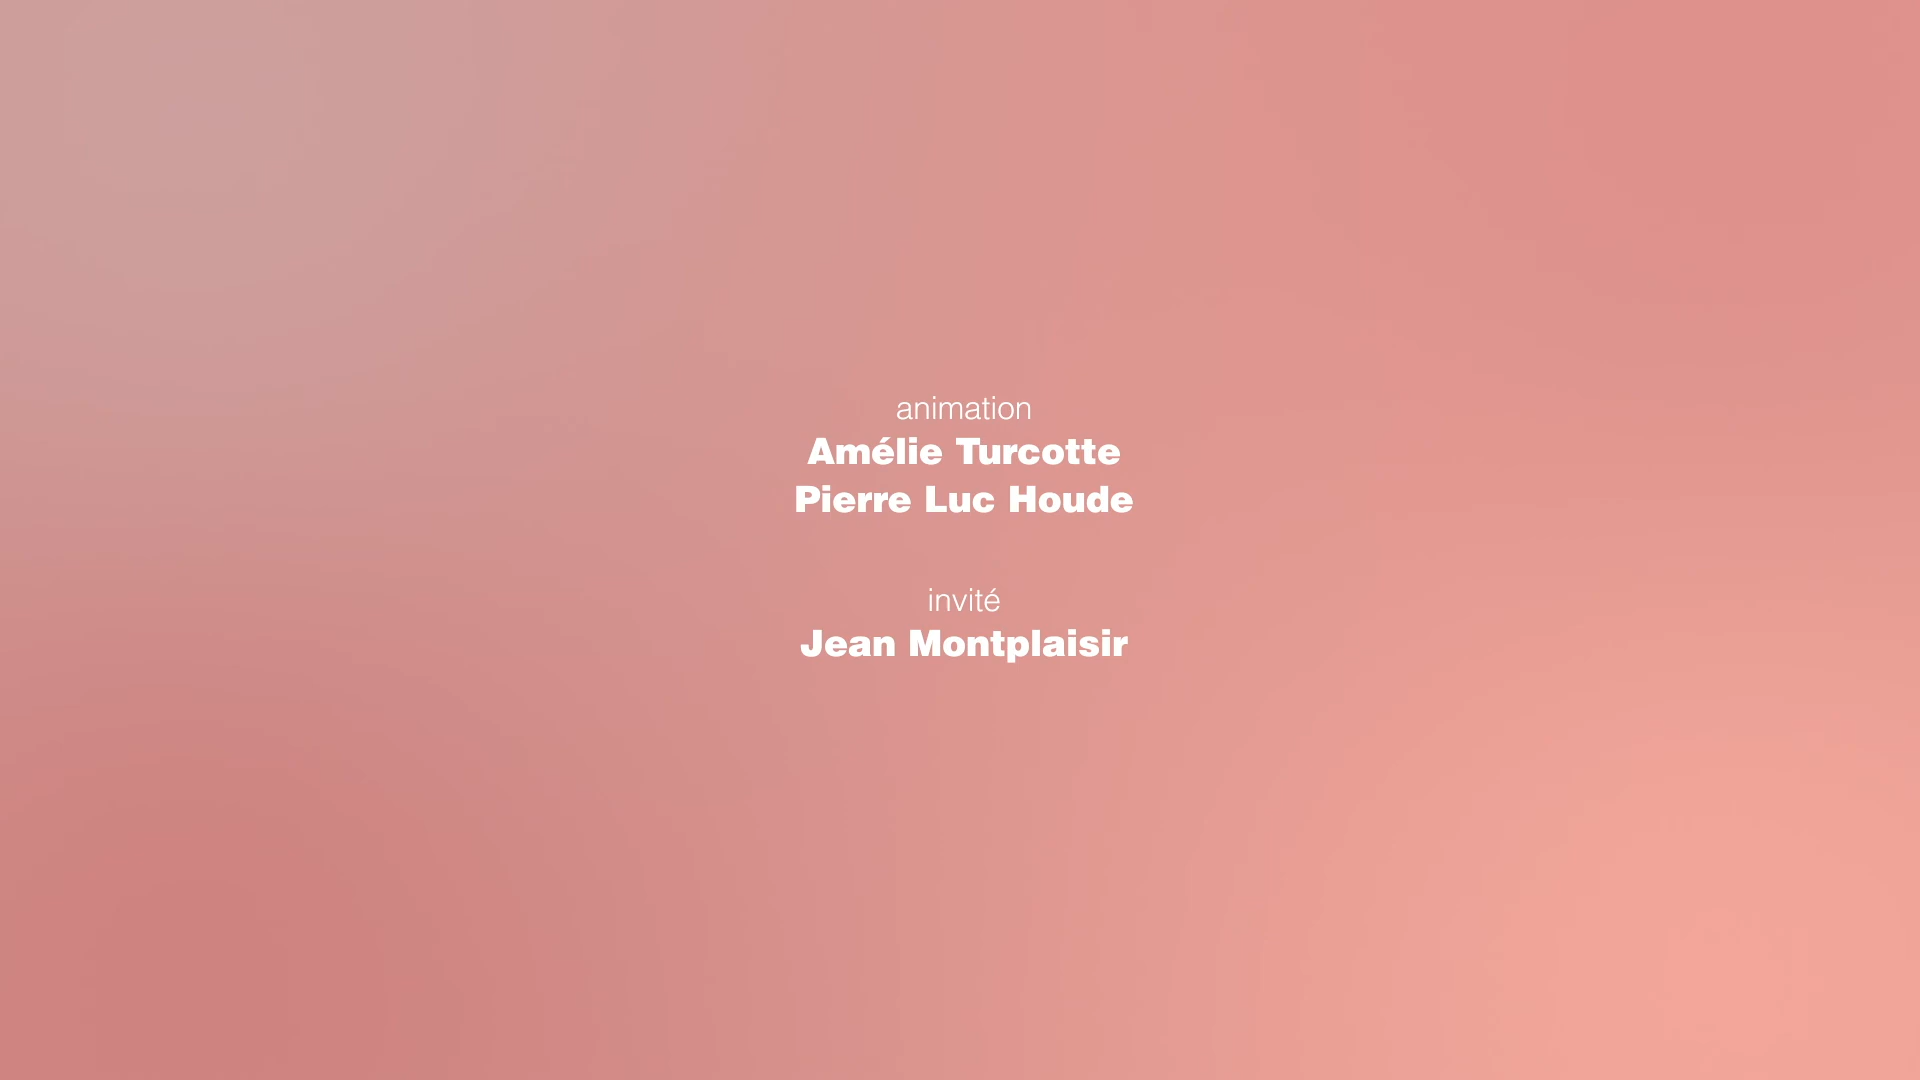 animation
Amélie Turcotte
Pierre Luc Houde
invité
Jean Montplaisir